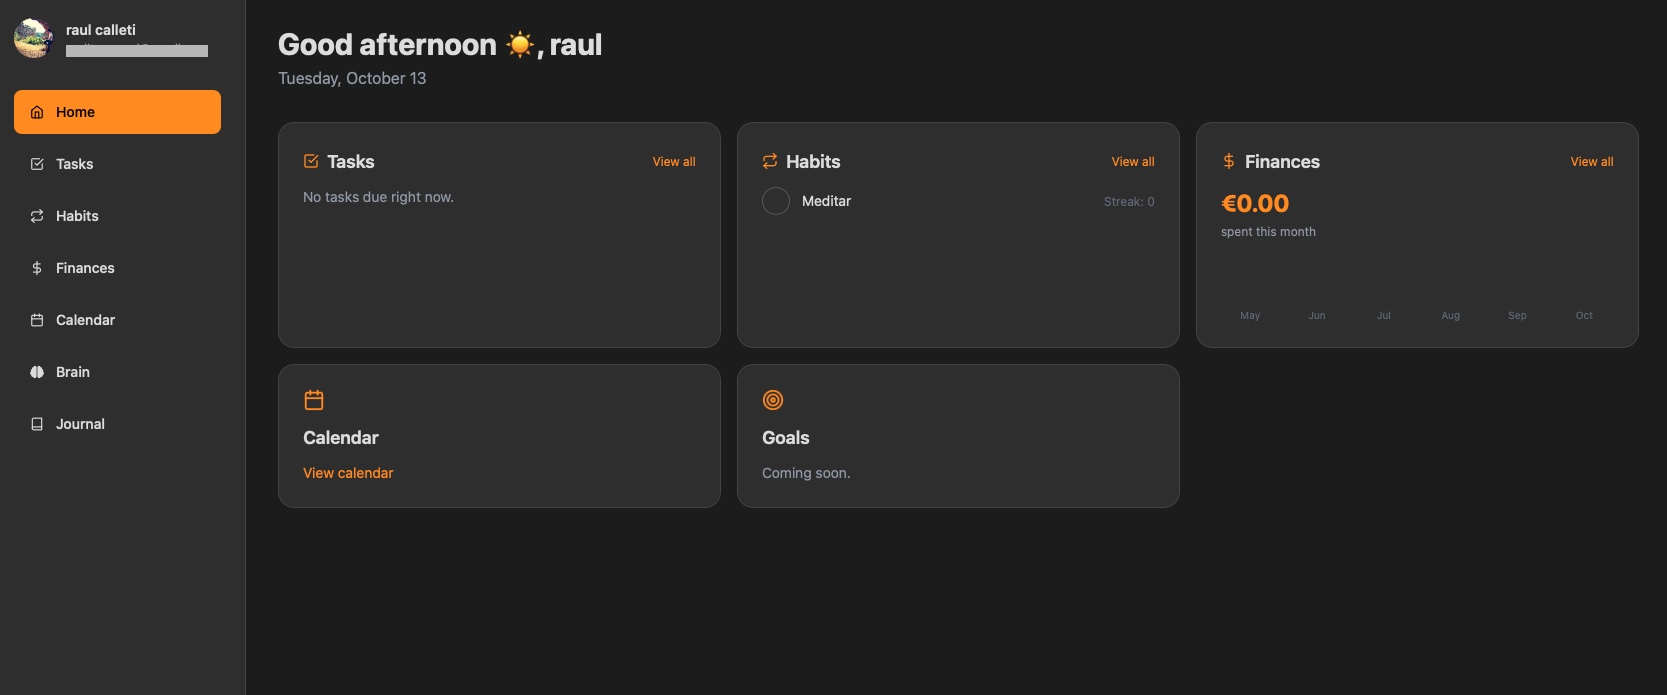 raul calleti
Home
Tasks
Habits
Finances
Calendar
Brain
Journal
Good afternoon ☀️, raul
Tuesday, October 13
Tasks
View all
No tasks due right now.
Habits
View all
Meditar
Streak: 0
Finances
View all
€0.00
spent this month
May Jun Jul Aug Sep Oct
Calendar
View calendar
Goals
Coming soon.